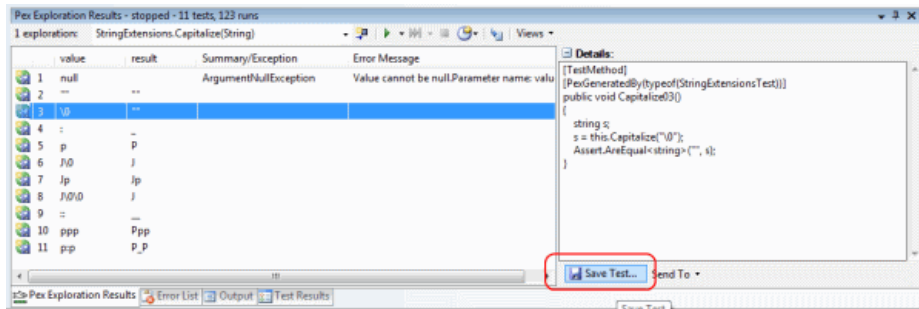 Pex Exploration Results - stopped - 11 tests, 123 runs
1 exploration: StringExtensions.Capitalize(String) Views
value result Summary/Exception Error Message
1 null ArgumentNullException Value cannot be null.Parameter name: valu
2 "" ""
3 \0 ""
4 : _
5 p P
6 J\0 J
7 Jp Jp
8 J\0\0 J
9 :: __
10 ppp Ppp
11 p:p P_P
Details:
[TestMethod]
[PexGeneratedBy(typeof(StringExtensionsTest))]
public void Capitalize03()
{
string s;
s = this.Capitalize("\0");
Assert.AreEqual<string>("", s);
}
Save Test... Send To
Pex Exploration Results Error List Output Test Results
Save Test